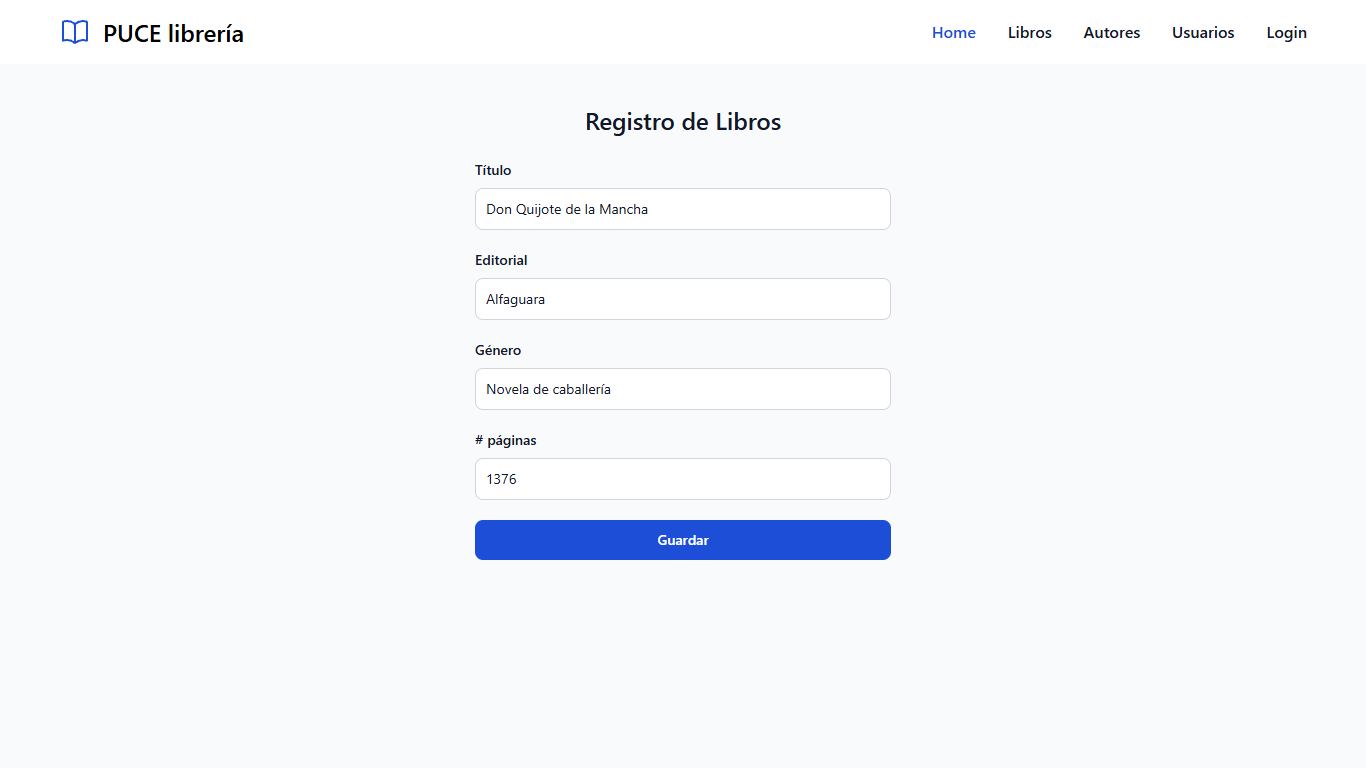 PUCE librería
Home Libros Autores Usuarios Login
Registro de Libros
Título
Don Quijote de la Mancha
Editorial
Alfaguara
Género
Novela de caballería
# páginas
1376
Guardar